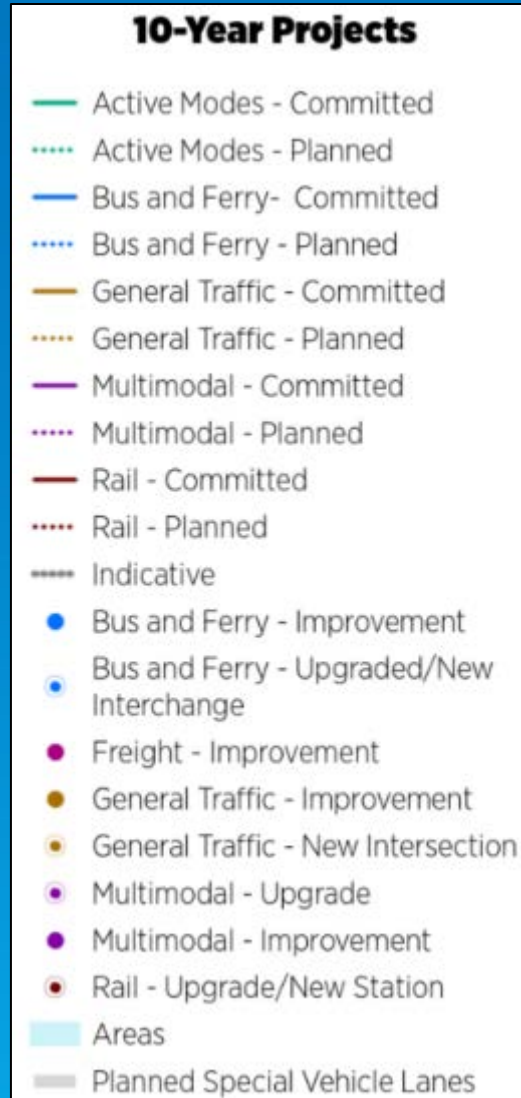 10-Year Projects
Active Modes - Committed
Active Modes - Planned
Bus and Ferry- Committed
Bus and Ferry - Planned
General Traffic - Committed
General Traffic - Planned
Multimodal - Committed
Multimodal - Planned
Rail - Committed
Rail - Planned
Indicative
Bus and Ferry - Improvement
Bus and Ferry - Upgraded/New
Interchange
Freight - Improvement
General Traffic - Improvement
General Traffic - New Intersection
Multimodal - Upgrade
Multimodal - Improvement
Rail - Upgrade/New Station
Areas
Planned Special Vehicle Lanes